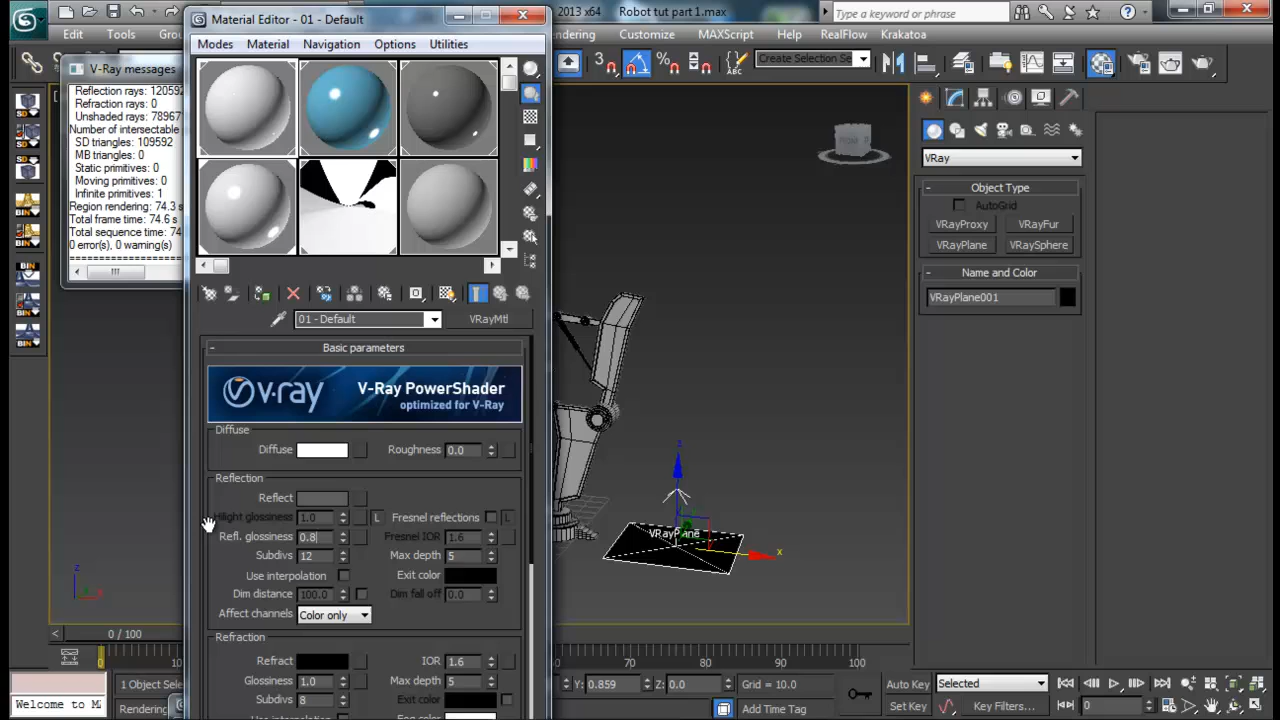 Material Editor - 01 - Default
2013 x64 Robot tut part 1.max
Type a keyword or phrase
Edit Tools
Modes Material Navigation Options Utilities
Customize MAXScript Help RealFlow Krakatoa
Create Selection Se
V-Ray messages
Reflection rays: 120592
Refraction rays: 0
Unshaded rays: 78967
Number of intersectable
SD triangles: 109592
MB triangles: 0
Static primitives: 0
Moving primitives: 0
Infinite primitives: 1
Region rendering: 74.3 s
Total frame time: 74.6 s
Total sequence time: 74
0 error(s), 0 warning(s)
01 - Default VRayMtl
Basic parameters
v·ray V-Ray PowerShader
optimized for V-Ray
Diffuse
Diffuse Roughness 0.0
Reflection
Reflect
Hilight glossiness 1.0 L Fresnel reflections L
Refl. glossiness 0.8 Fresnel IOR 1.6
Subdivs 12 Max depth 5
Use interpolation Exit color
Dim distance 100.0 Dim fall off 0.0
Affect channels Color only
Refraction
Refract IOR 1.6
Glossiness 1.0 Max depth 5
Subdivs 8 Exit color
VRay
Object Type
AutoGrid
VRayProxy VRayFur
VRayPlane VRaySphere
Name and Color
VRayPlane001
z
VRayPlane
x
z
x
0 / 100
10 70 80 90 100
1 Object Sel
Welcome to MA
Rendering
Y: 0.859 Z: 0.0 Grid = 10.0
Add Time Tag
Auto Key Selected
Set Key Key Filters... 0